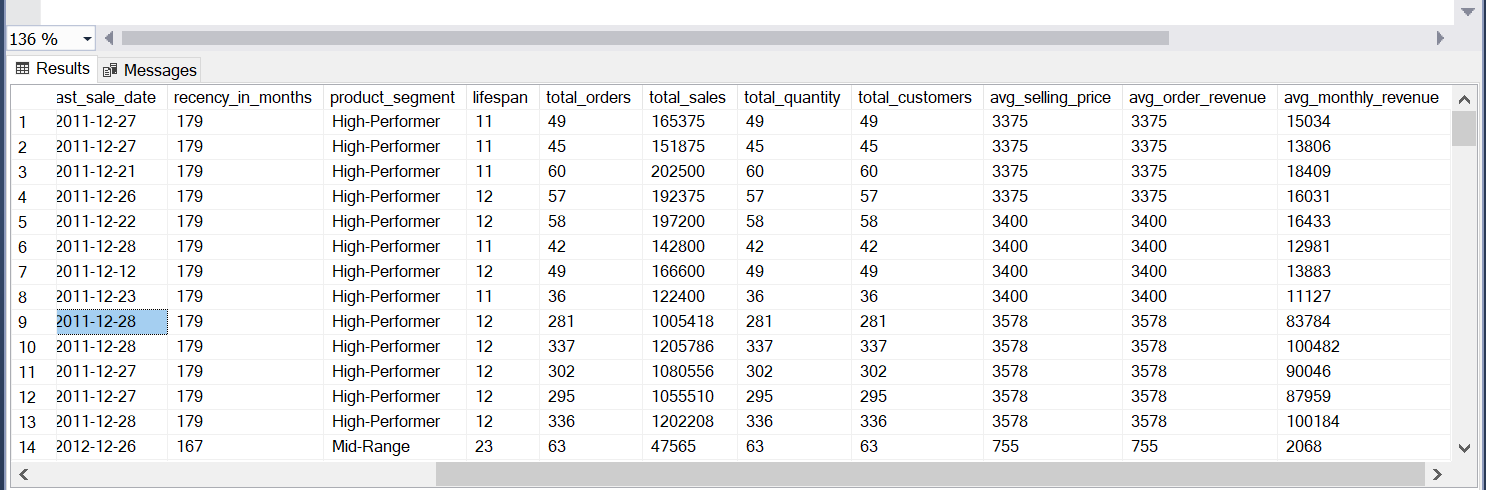 136 %
Results Messages
ast_sale_date recency_in_months product_segment lifespan total_orders total_sales total_quantity total_customers avg_selling_price avg_order_revenue avg_monthly_revenue
1 2011-12-27 179 High-Performer 11 49 165375 49 49 3375 3375 15034
2 2011-12-27 179 High-Performer 11 45 151875 45 45 3375 3375 13806
3 2011-12-21 179 High-Performer 11 60 202500 60 60 3375 3375 18409
4 2011-12-26 179 High-Performer 12 57 192375 57 57 3375 3375 16031
5 2011-12-22 179 High-Performer 12 58 197200 58 58 3400 3400 16433
6 2011-12-28 179 High-Performer 11 42 142800 42 42 3400 3400 12981
7 2011-12-12 179 High-Performer 12 49 166600 49 49 3400 3400 13883
8 2011-12-23 179 High-Performer 11 36 122400 36 36 3400 3400 11127
9 2011-12-28 179 High-Performer 12 281 1005418 281 281 3578 3578 83784
10 2011-12-28 179 High-Performer 12 337 1205786 337 337 3578 3578 100482
11 2011-12-27 179 High-Performer 12 302 1080556 302 302 3578 3578 90046
12 2011-12-27 179 High-Performer 12 295 1055510 295 295 3578 3578 87959
13 2011-12-28 179 High-Performer 12 336 1202208 336 336 3578 3578 100184
14 2012-12-26 167 Mid-Range 23 63 47565 63 63 755 755 2068